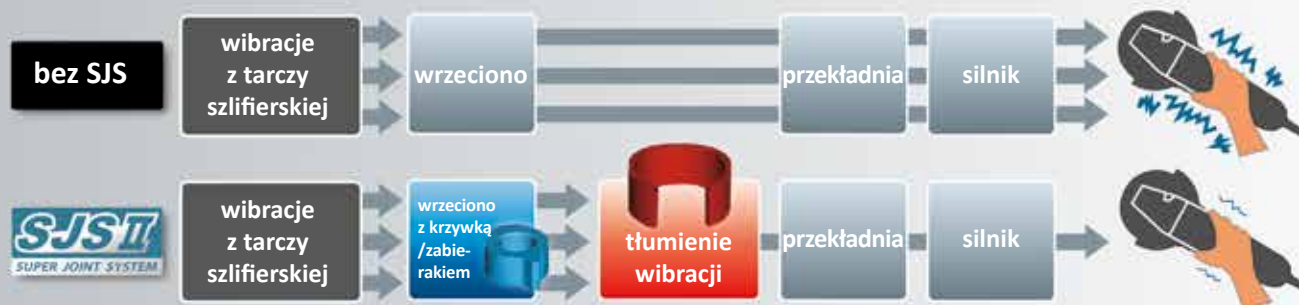 bez SJS
wibracje
z tarczy
szlifierskiej
wrzeciono
przekładnia
silnik
SJS II
SUPER JOINT SYSTEM
wibracje
z tarczy
szlifierskiej
wrzeciono
z krzywką
/zabie-
rakiem
tłumienie
wibracji
przekładnia
silnik